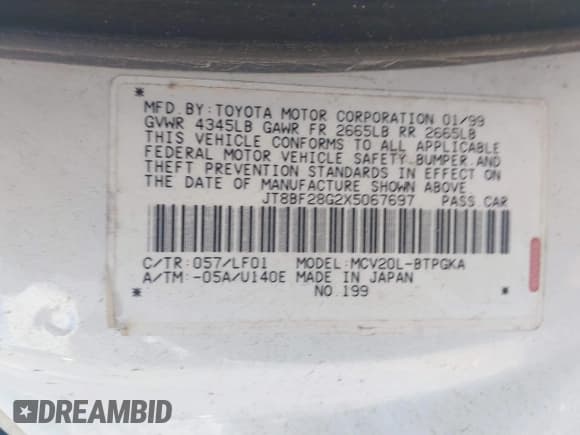 MFD.BY:TOYOTA MOTOR CORPORATION 01/99
GVWR 4345LB GAWR FR 2665LB RR 2665LB
THIS VEHICLE CONFORMS TO ALL APPLICABLE
FEDERAL MOTOR VEHICLE SAFETY,BUMPER,AND
THEFT PREVENTION STANDARDS IN EFFECT ON
THE DATE OF MANUFACTURE SHOWN ABOVE.
JT8BF28G2X5067697 PASS.CAR
C/TR:057/LF01 MODEL:MCV20L-BTPGKA
A/TM:-05A/U140E MADE IN JAPAN
NO.199
DREAMBID